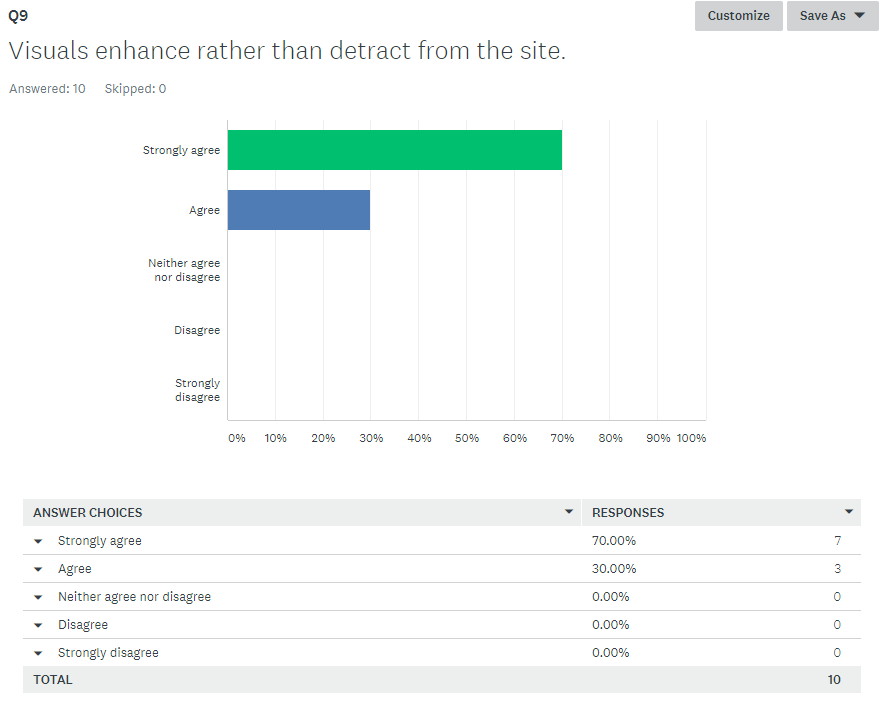 Q9
Customize
Save As
Visuals enhance rather than detract from the site.
Answered: 10 Skipped: 0
Strongly agree
Agree
Neither agree
nor disagree
Disagree
Strongly
disagree
0% 10% 20% 30% 40% 50% 60% 70% 80% 90% 100%
ANSWER CHOICES RESPONSES
Strongly agree 70.00% 7
Agree 30.00% 3
Neither agree nor disagree 0.00% 0
Disagree 0.00% 0
Strongly disagree 0.00% 0
TOTAL 10